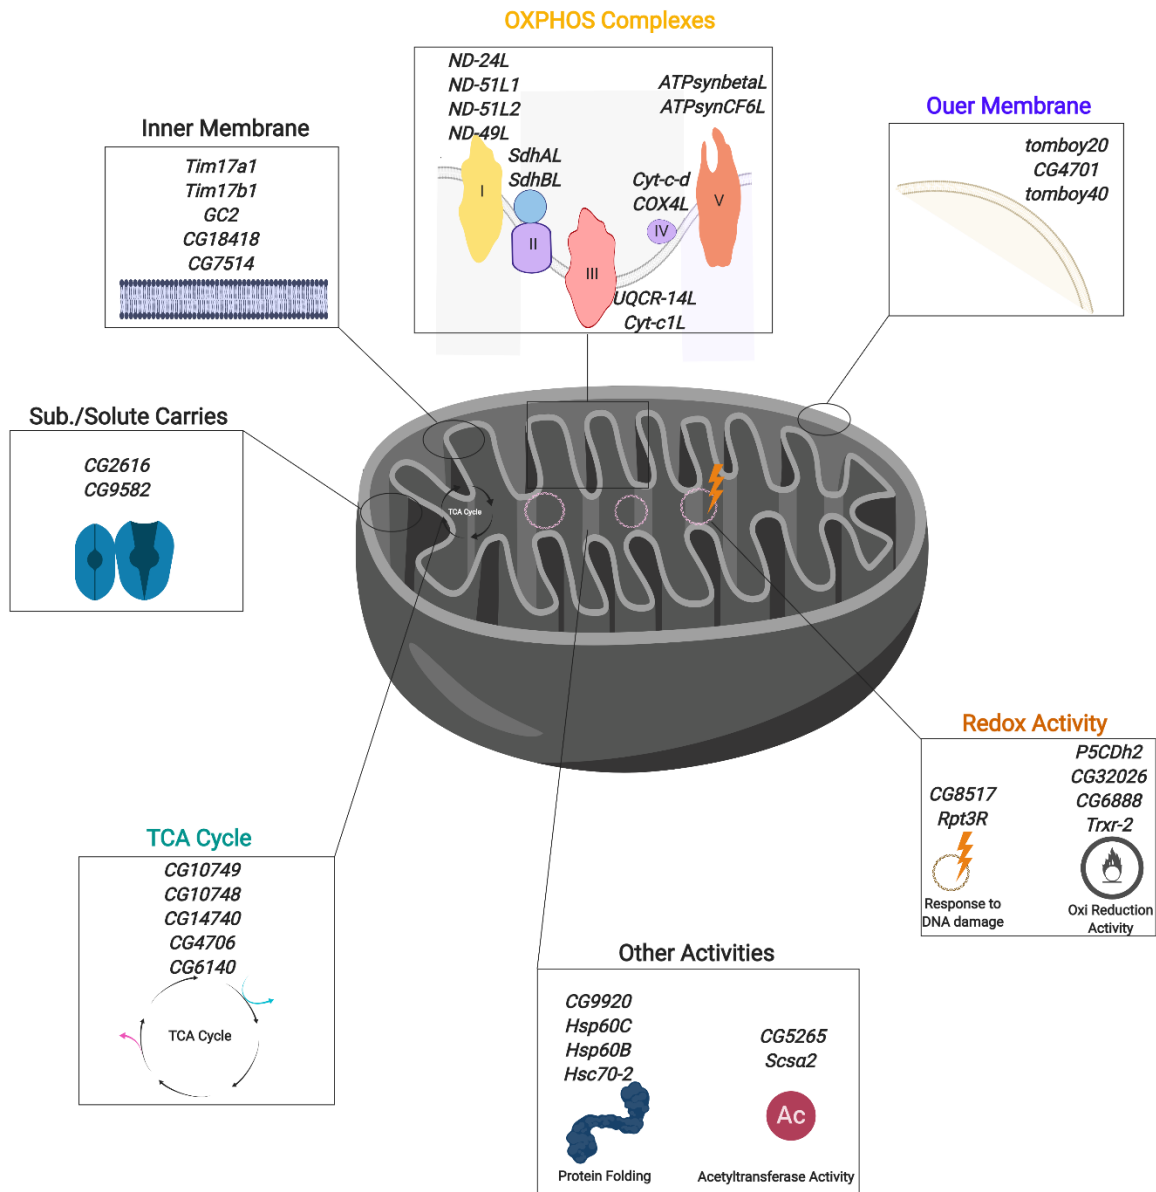 OXPHOS Complexes
ND-24L
ND-51L1
ND-51L2
ND-49L
SdhAL
SdhBL
ATPsynbetaL
ATPsynCF6L
Cyt-c-d
COX4L
I
II
III
IV
V
UQCR-14L
Cyt-c1L
Inner Membrane
Tim17a1
Tim17b1
GC2
CG18418
CG7514
Ouer Membrane
tomboy20
CG4701
tomboy40
Sub./Solute Carries
CG2616
CG9582
TCA Cycle
Redox Activity
CG8517
Rpt3R
Response to
DNA damage
P5CDh2
CG32026
CG6888
Trxr-2
Oxi Reduction
Activity
TCA Cycle
CG10749
CG10748
CG14740
CG4706
CG6140
TCA Cycle
Other Activities
CG9920
Hsp60C
Hsp60B
Hsc70-2
Protein Folding
CG5265
Scsα2
Ac
Acetyltransferase Activity